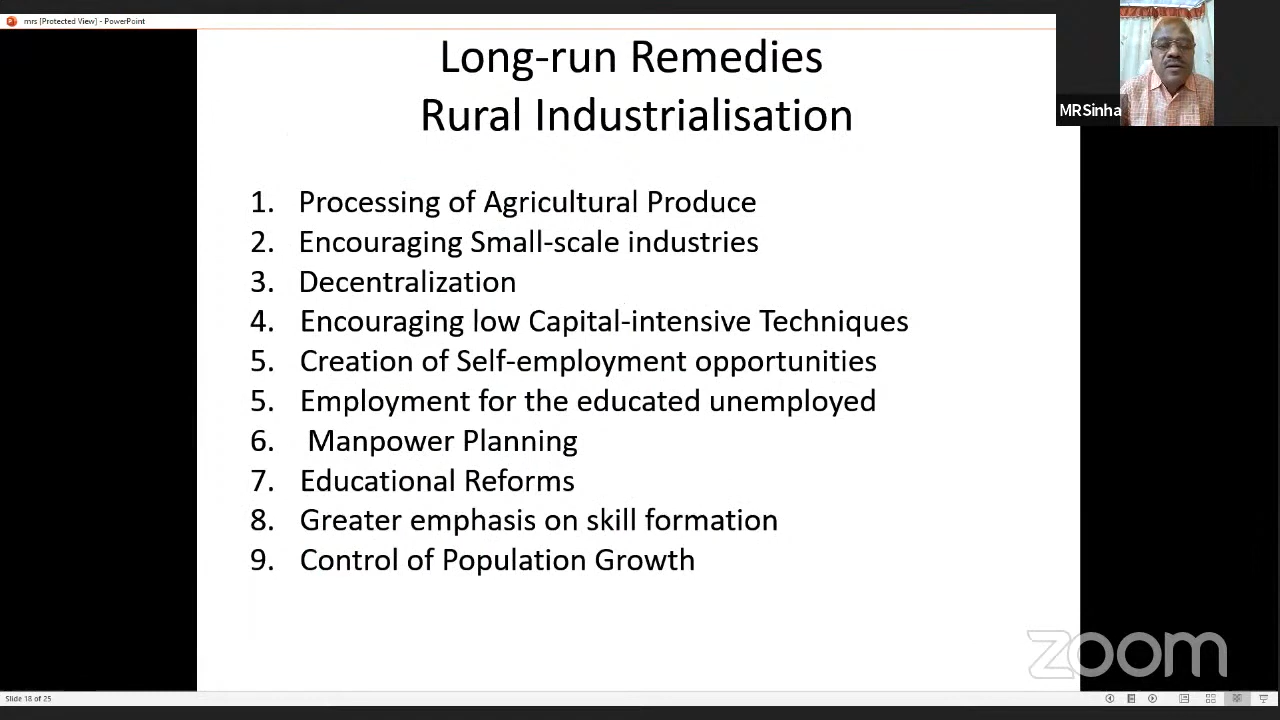 mrs [Protected View] - PowerPoint
Long-run Remedies
Rural Industrialisation
MRSinha
1. Processing of Agricultural Produce
2. Encouraging Small-scale industries
3. Decentralization
4. Encouraging low Capital-intensive Techniques
5. Creation of Self-employment opportunities
5. Employment for the educated unemployed
6. Manpower Planning
7. Educational Reforms
8. Greater emphasis on skill formation
9. Control of Population Growth
zoom
Slide 18 of 25